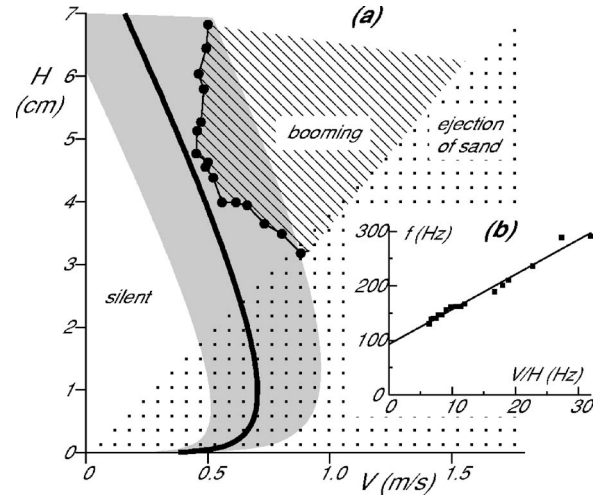 7
(a)
H
(cm)
6
5
4
3
2
1
0
booming
ejection
of sand
silent
0
0.5
1.0
1.5
V (m/s)
300
f (Hz)
(b)
200
100
0
V/H (Hz)
0
10
20
30